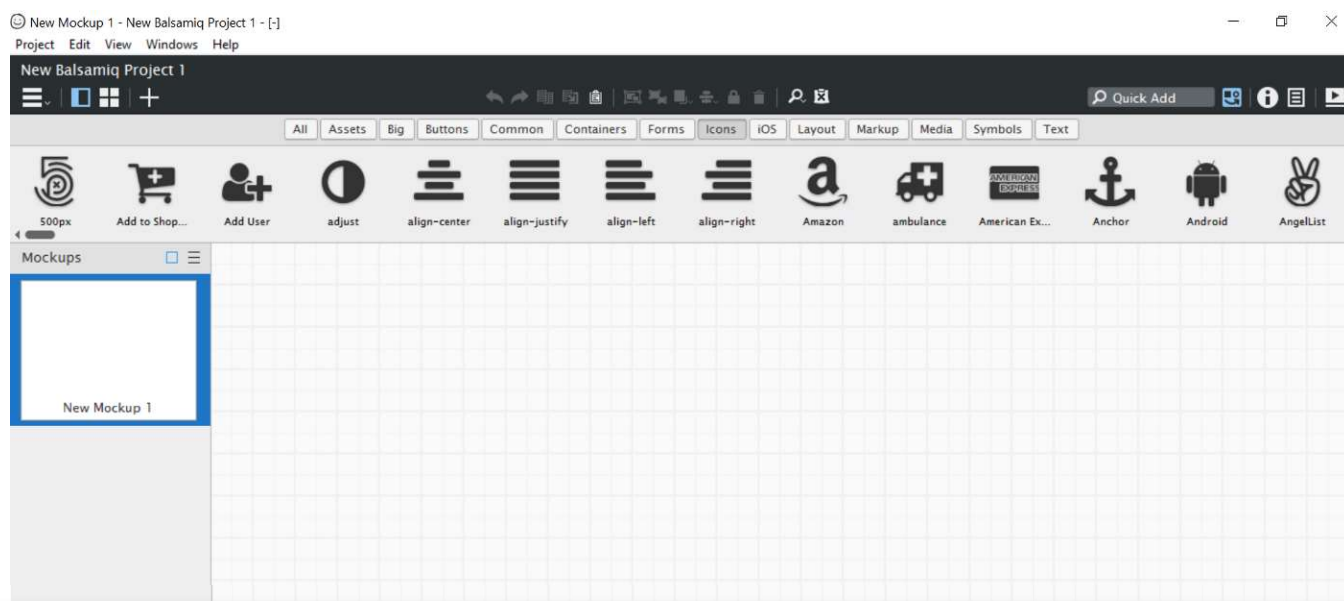 New Mockup 1 - New Balsamiq Project 1 - [-]
Project Edit View Windows Help
New Balsamiq Project 1
Quick Add
All Assets Big Buttons Common Containers Forms Icons iOS Layout Markup Media Symbols Text
AMERICAN
EXPRESS
500px Add to Shop... Add User adjust align-center align-justify align-left align-right Amazon ambulance American Ex... Anchor Android AngelList
Mockups
New Mockup 1